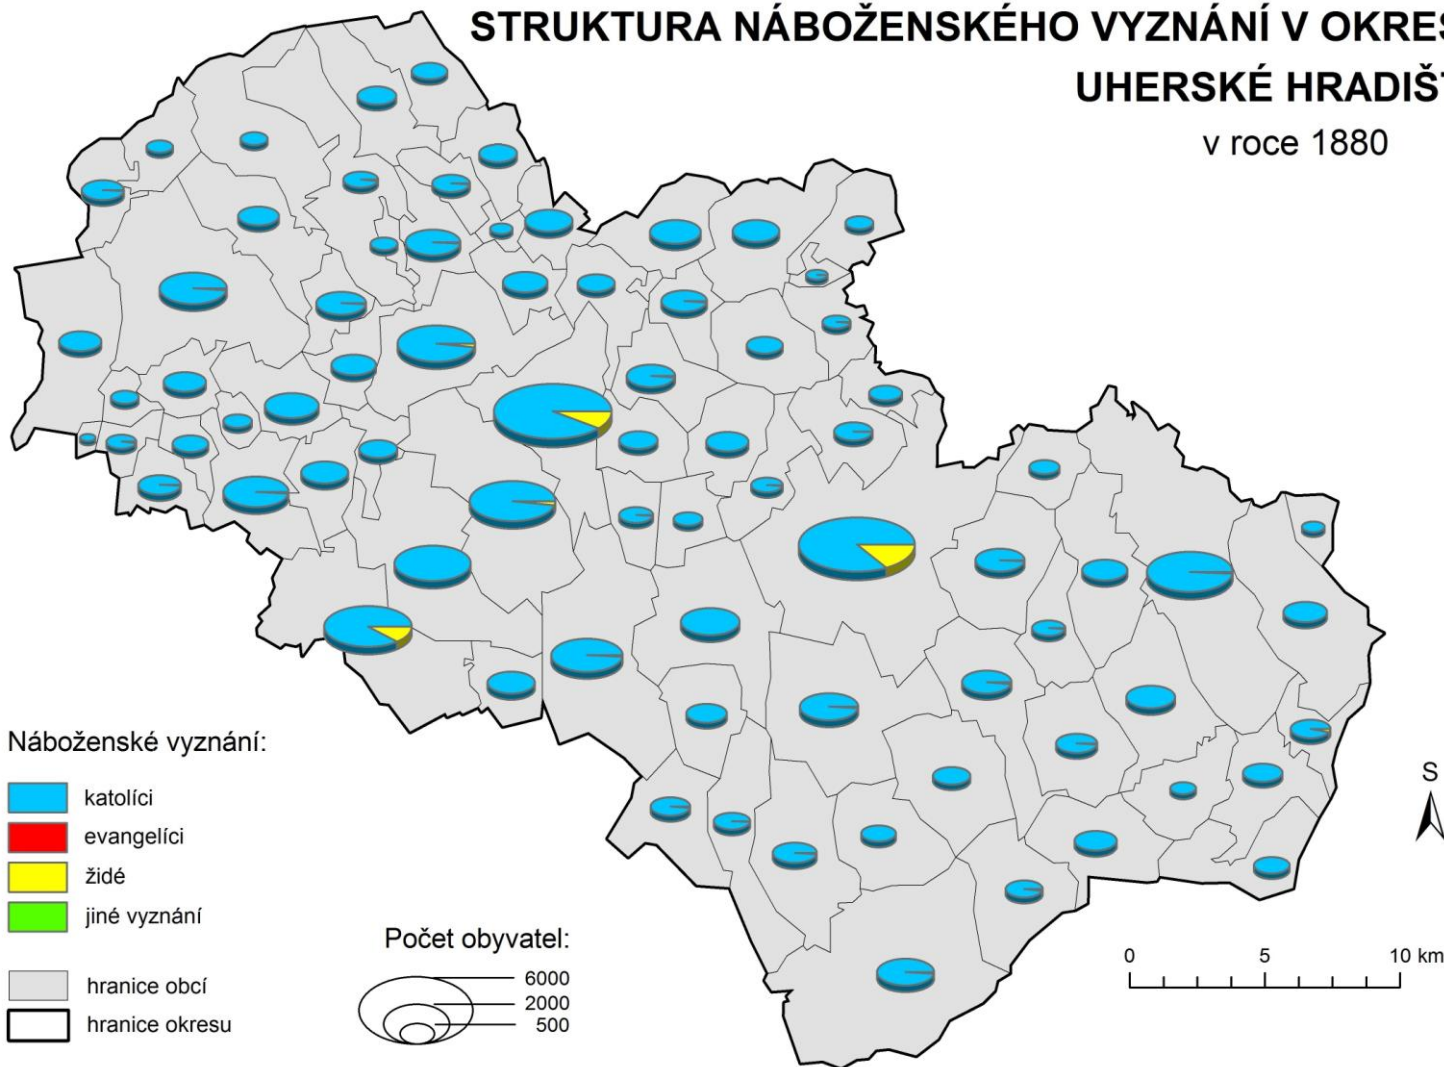 STRUKTURA NÁBOŽENSKÉHO VYZNÁNÍ V OKRES
UHERSKÉ HRADIŠT
v roce 1880
Náboženské vyznání:
katolíci
evangelíci
židé
jiné vyznání
hranice obcí
hranice okresu
Počet obyvatel:
6000
2000
500
S
0 5 10 km